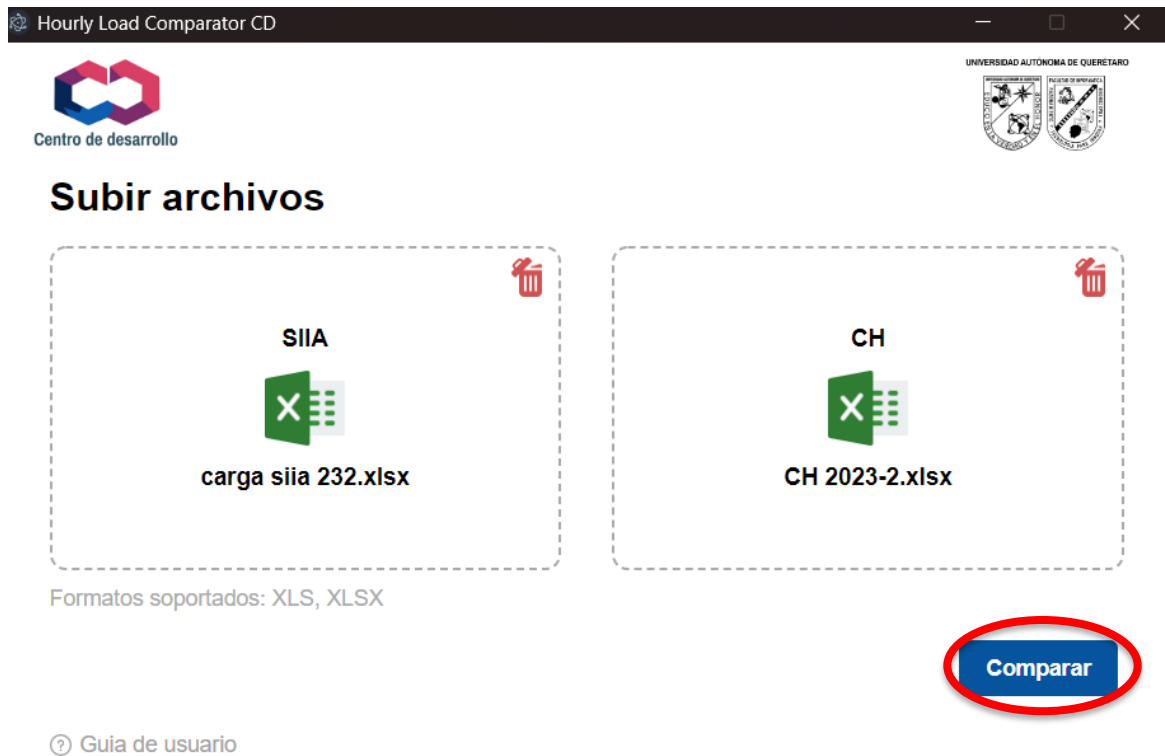 Hourly Load Comparator CD
UNIVERSIDAD AUTÓNOMA DE QUERÉTARO
Centro de desarrollo
Subir archivos
SIIA
CH
X
X
carga siia 232.xlsx
CH 2023-2.xlsx
Formatos soportados: XLS, XLSX
Comparar
? Guia de usuario